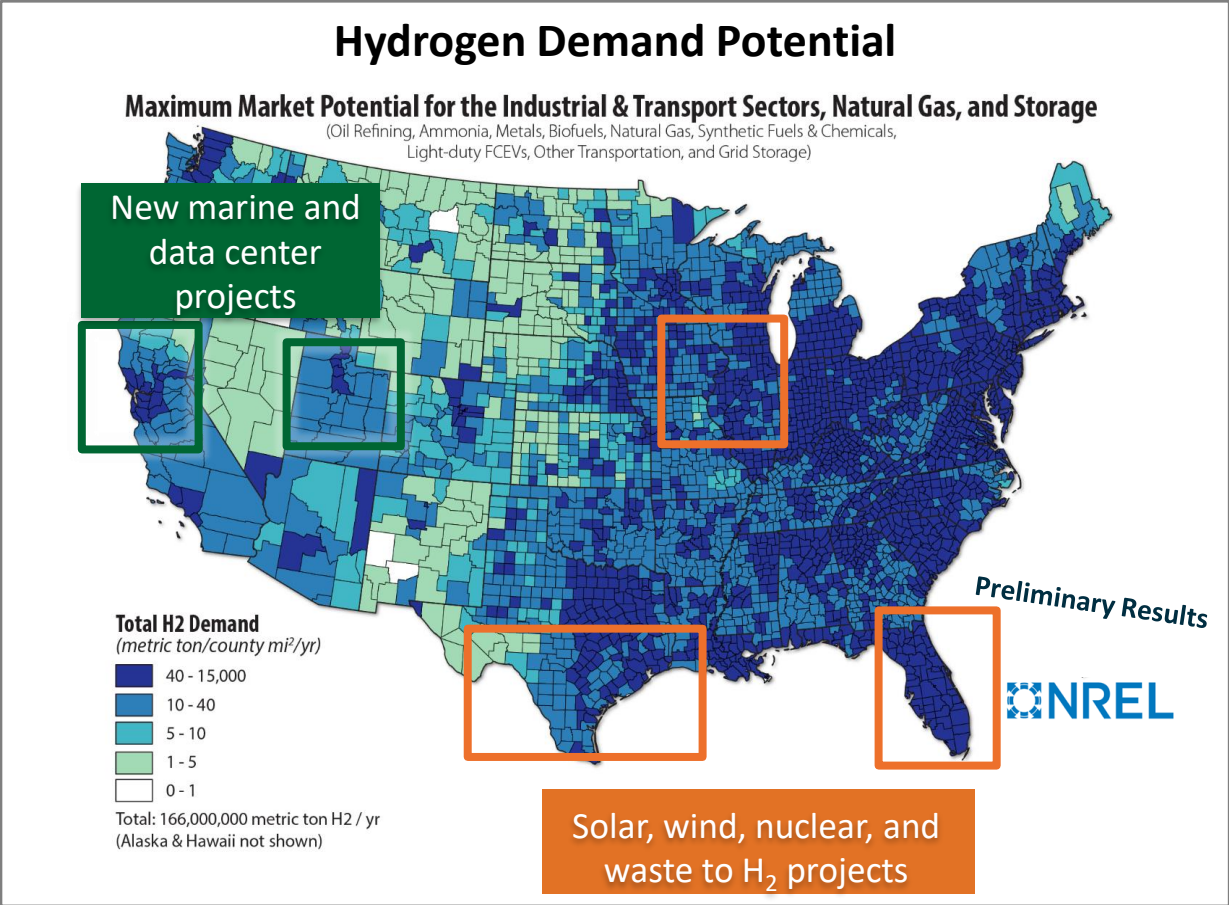 Hydrogen Demand Potential
Maximum Market Potential for the Industrial & Transport Sectors, Natural Gas, and Storage
(Oil Refining, Ammonia, Metals, Biofuels, Natural Gas, Synthetic Fuels & Chemicals,
Light-duty FCEVs, Other Transportation, and Grid Storage)
New marine and
data center
projects
Preliminary Results
Total H2 Demand
(metric ton/county mi²/yr)
40 - 15,000
10 - 40
5 - 10
1 - 5
0 - 1
Total: 166,000,000 metric ton H2 / yr
(Alaska & Hawaii not shown)
NREL
Solar, wind, nuclear, and
waste to H₂ projects